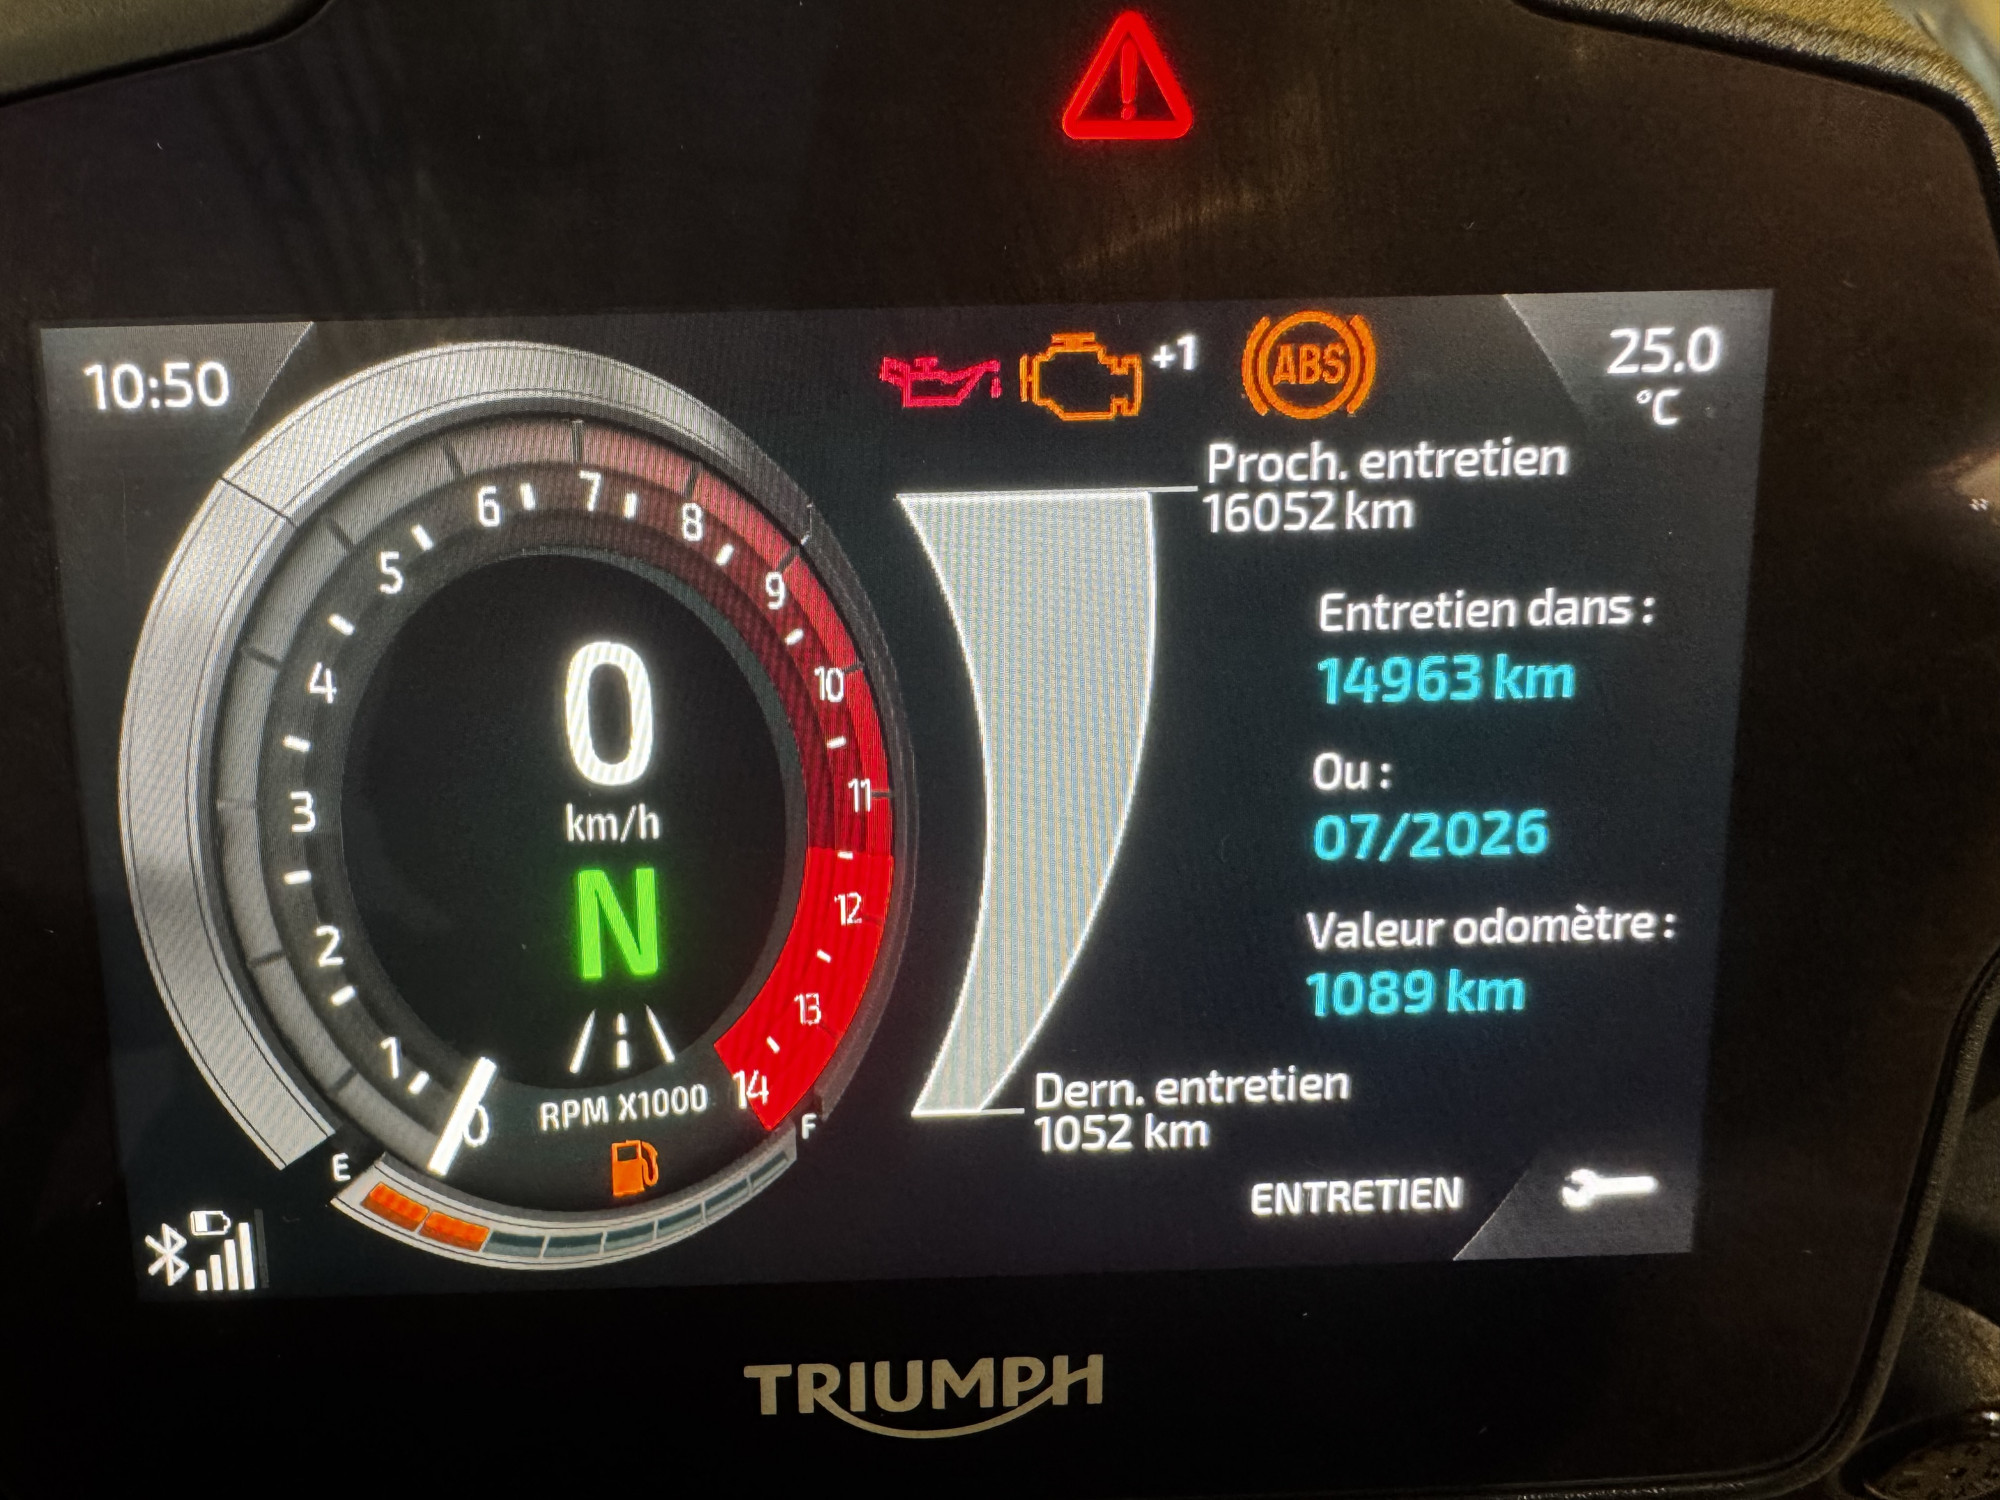 10:50
+1
ABS
25.0
°C
Proch. entretien
16052 km
Entretien dans :
14963 km
Ou :
07/2026
Valeur odomètre :
1089 km
Dern. entretien
1052 km
ENTRETIEN
0
1
2
3
4
5
6
7
8
9
10
11
12
13
14
0
km/h
N
RPM X1000
E
F
TRIUMPH